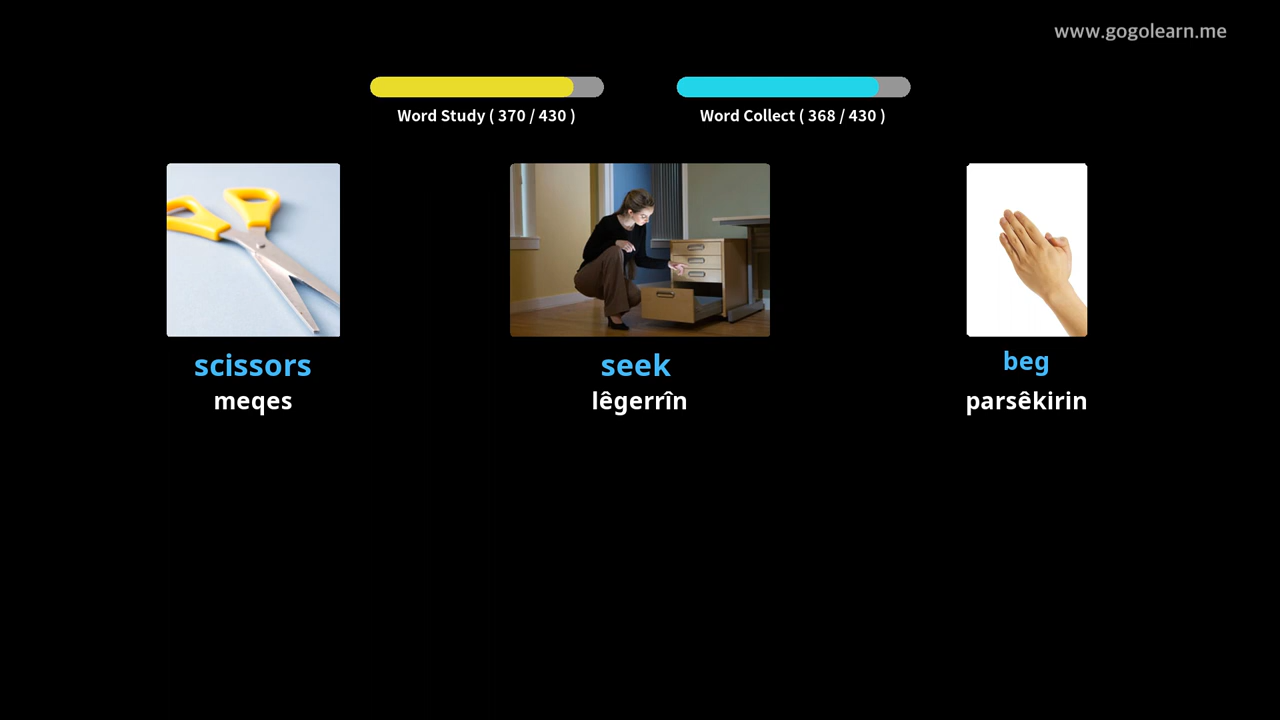 www.gogolearn.me
Word Study ( 370 / 430 )
Word Collect ( 368 / 430 )
scissors
meqes
seek
lêgerrîn
beg
parsêkirin